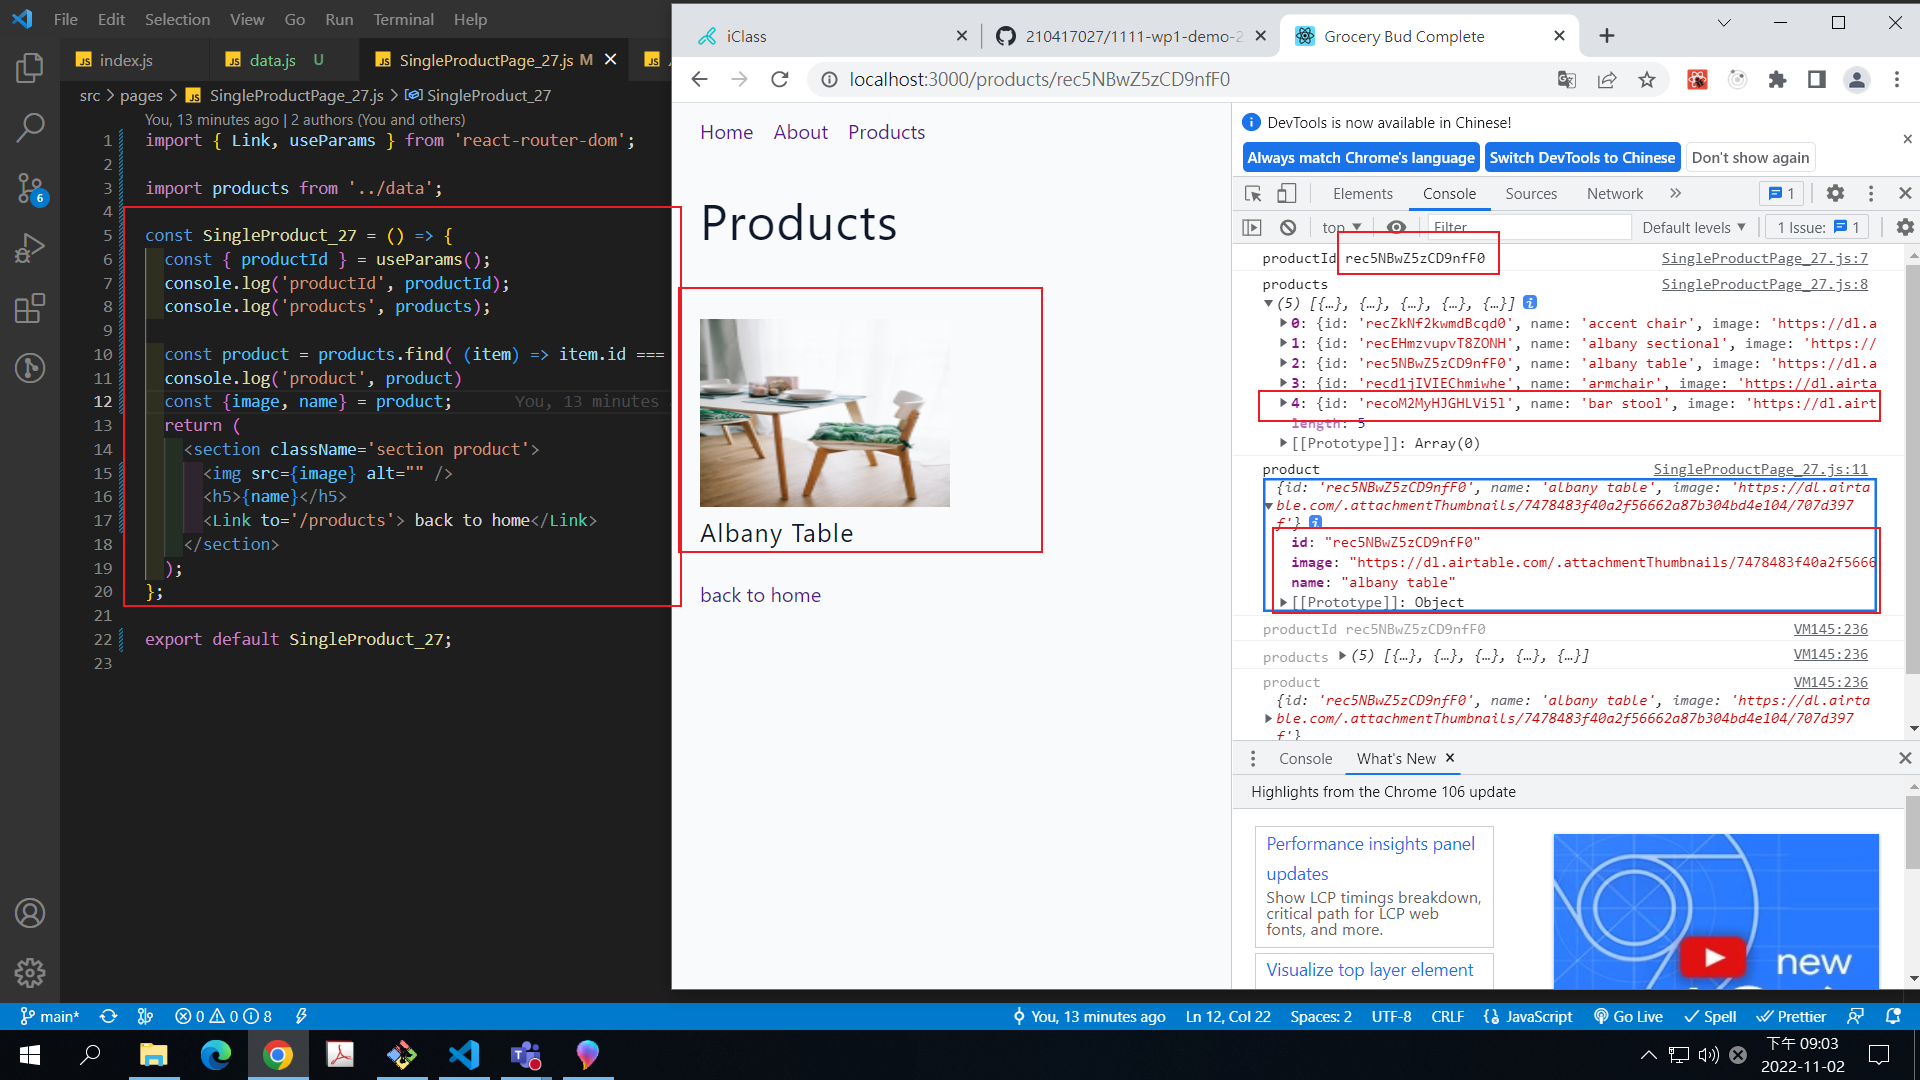 File Edit Selection View Go Run Terminal Help
index.js
data.js U
SingleProductPage_27.js M
src > pages > SingleProductPage_27.js > SingleProduct_27
You, 13 minutes ago | 2 authors (You and others)
1 import { Link, useParams } from 'react-router-dom';
2
3 import products from '../data';
4
5 const SingleProduct_27 = () => {
6 const { productId } = useParams();
7 console.log('productId', productId);
8 console.log('products', products);
9
10 const product = products.find( (item) => item.id ===
11 console.log('product', product)
12 const {image, name} = product; You, 13 minutes
13 return (
14 <section className='section product'>
15 <img src={image} alt="" />
16 <h5>{name}</h5>
17 <Link to='/products'> back to home</Link>
18 </section>
19 );
20 };
21
22 export default SingleProduct_27;
23
6
main*
0 0 8
You, 13 minutes ago
Ln 12, Col 22
Spaces: 2
UTF-8
CRLF
JavaScript
Go Live
Spell
Prettier
iClass
210417027/1111-wp1-demo-2
Grocery Bud Complete
localhost:3000/products/rec5NBwZ5zCD9nfF0
Home About Products
Products
Albany Table
back to home
DevTools is now available in Chinese!
Always match Chrome's language
Switch DevTools to Chinese
Don't show again
Elements Console Sources Network » 1
top Filter Default levels 1 Issue: 1
productId rec5NBwZ5zCD9nfF0 SingleProductPage_27.js:7
products SingleProductPage_27.js:8
(5) [{…}, {…}, {…}, {…}, {…}]
0: {id: 'recZkNf2kwmdBcqd0', name: 'accent chair', image: 'https://dl.a
1: {id: 'recEHmzvupvT8ZONH', name: 'albany sectional', image: 'https://
2: {id: 'rec5NBwZ5zCD9nfF0', name: 'albany table', image: 'https://dl.a
3: {id: 'recd1jIVIEChmiwhe', name: 'armchair', image: 'https://dl.airta
4: {id: 'recoM2MyHJGHLVi5l', name: 'bar stool', image: 'https://dl.airt
length: 5
[[Prototype]]: Array(0)
product SingleProductPage_27.js:11
{id: 'rec5NBwZ5zCD9nfF0', name: 'albany table', image: 'https://dl.airta
ble.com/.attachmentThumbnails/7478483f40a2f56662a87b304bd4e104/707d397
f'}
id: "rec5NBwZ5zCD9nfF0"
image: "https://dl.airtable.com/.attachmentThumbnails/7478483f40a2f5666
name: "albany table"
[[Prototype]]: Object
productId rec5NBwZ5zCD9nfF0 VM145:236
products (5) [{…}, {…}, {…}, {…}, {…}] VM145:236
product VM145:236
{id: 'rec5NBwZ5zCD9nfF0', name: 'albany table', image: 'https://dl.airta
ble.com/.attachmentThumbnails/7478483f40a2f56662a87b304bd4e104/707d397
f'}
Console What's New
Highlights from the Chrome 106 update
Performance insights panel
updates
Show LCP timings breakdown,
critical path for LCP web
fonts, and more.
Visualize top layer element
new
下午 09:03
2022-11-02